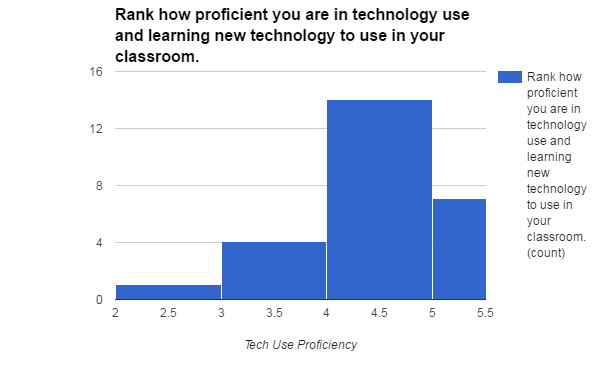 Rank how proficient you are in technology use
and learning new technology to use in your
classroom.
16
12
8
4
0
2
2.5
3
3.5
4
4.5
5
5.5
Tech Use Proficiency
Rank how
proficient
you are in
technology
use and
learning
new
technology
to use in
your
classroom.
(count)